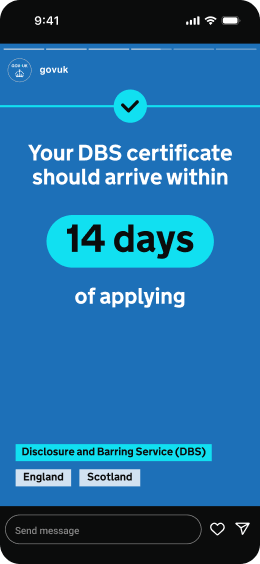 9:41
GOV.UK
govuk
Your DBS certificate
should arrive within
14 days
of applying
Disclosure and Barring Service (DBS)
England
Scotland
Send message